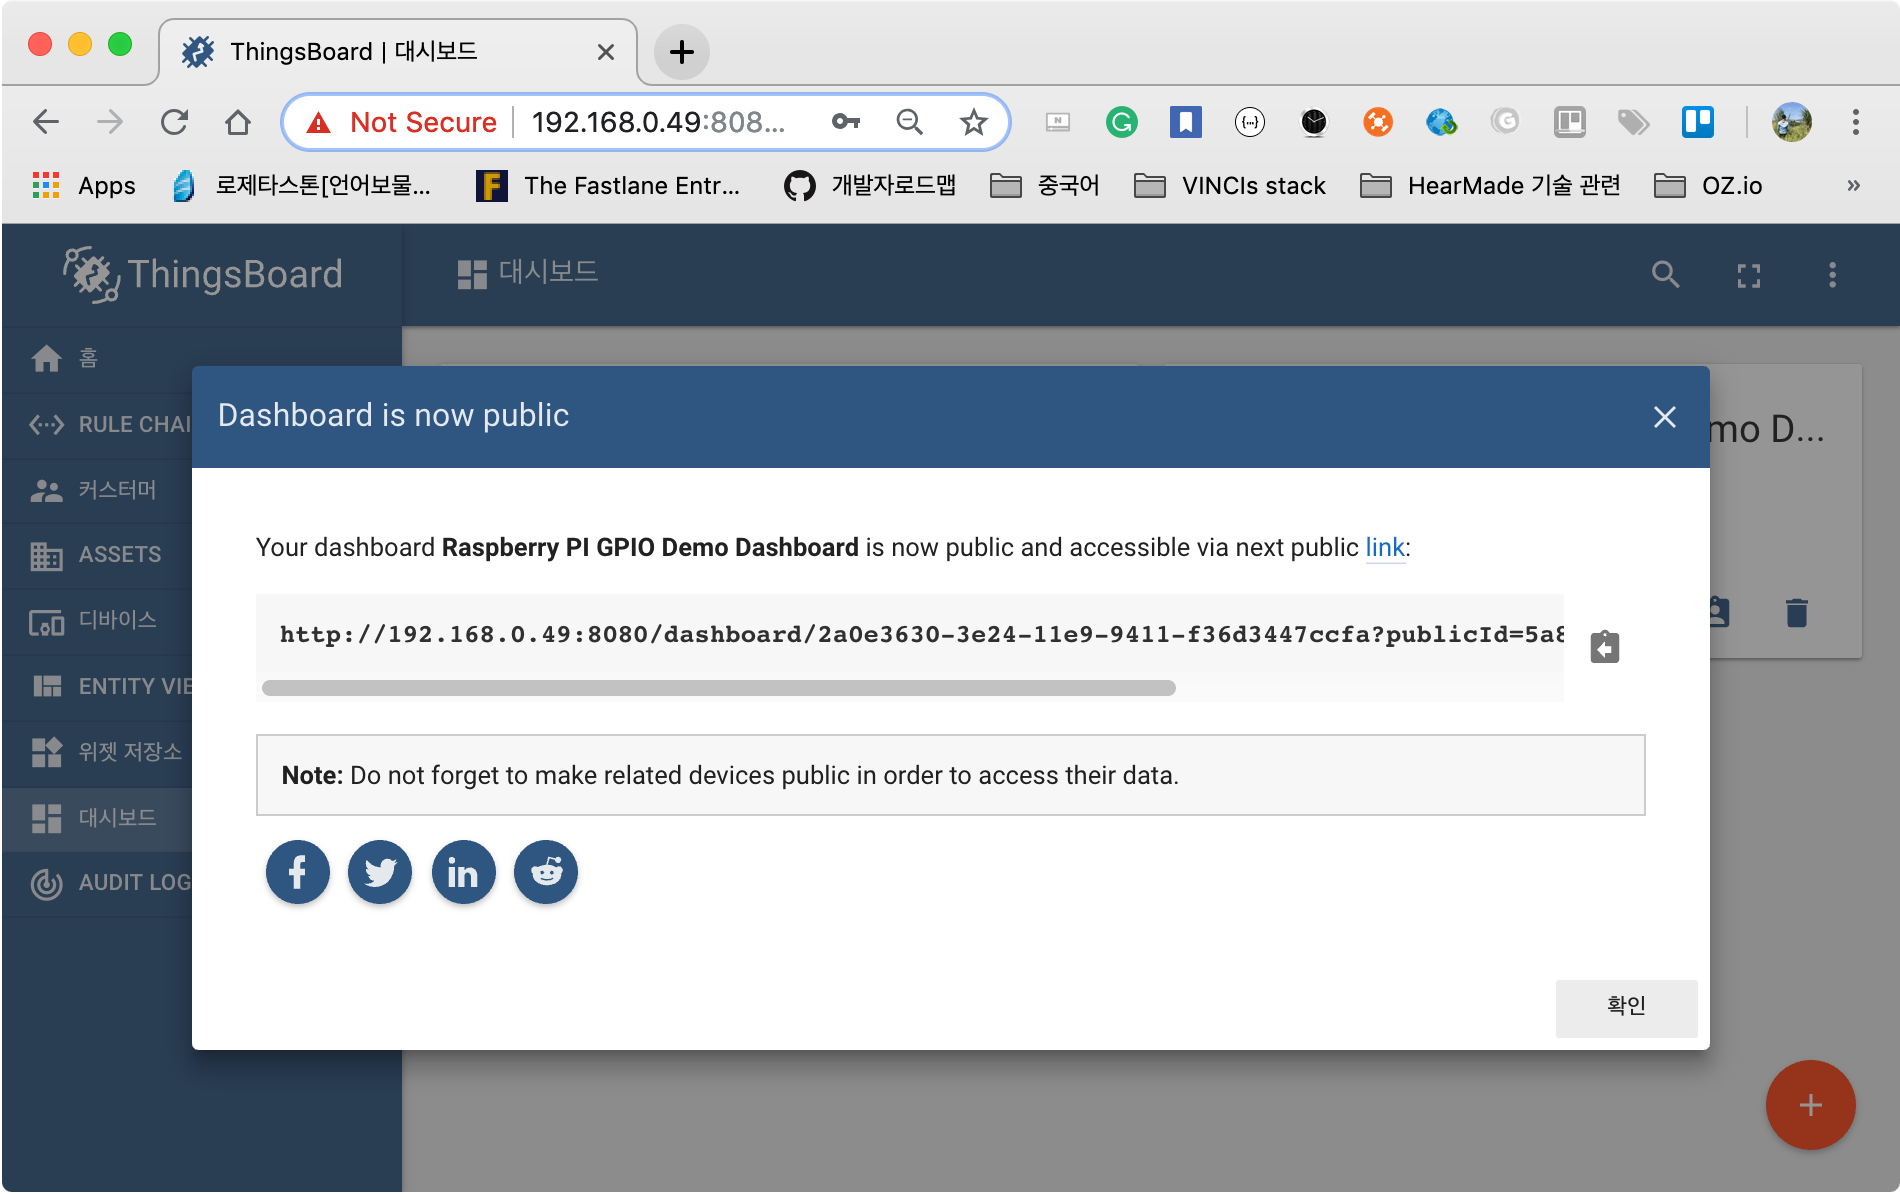 ThingsBoard | 대시보드
Not Secure
192.168.0.49:808...
Apps
로제타스톤[언어보물...
The Fastlane Entr...
개발자로드맵
중국어
VINCIs stack
HearMade 기술 관련
OZ.io
»
ThingsBoard
대시보드
홈
RULE CHAI
커스터머
ASSETS
디바이스
ENTITY VIE
위젯 저장소
대시보드
AUDIT LOG
mo D...
Dashboard is now public
Your dashboard Raspberry PI GPIO Demo Dashboard is now public and accessible via next public link:
http://192.168.0.49:8080/dashboard/2a0e3630-3e24-11e9-9411-f36d3447ccfa?publicId=5a8
Note: Do not forget to make related devices public in order to access their data.
확인